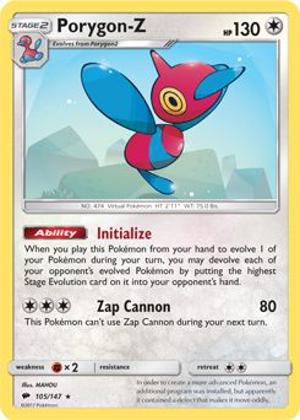 STAGE2 Porygon-Z HP 130
Evolves from Porygon2
NO. 474 Virtual Pokémon HT 2'11" WT 75.0 lbs.
Ability Initialize
When you play this Pokémon from your hand to evolve 1 of
your Pokémon during your turn, you may devolve each of
your opponent's evolved Pokémon by putting the highest
Stage Evolution card on it into your opponent's hand.
Zap Cannon 80
This Pokémon can't use Zap Cannon during your next turn.
weakness ×2 resistance retreat
Illus. MAHOU
105/147
©2017 Pokémon
In order to create a more advanced Pokémon, an
additional program was installed, but apparently
it contained a defect that makes it move oddly.